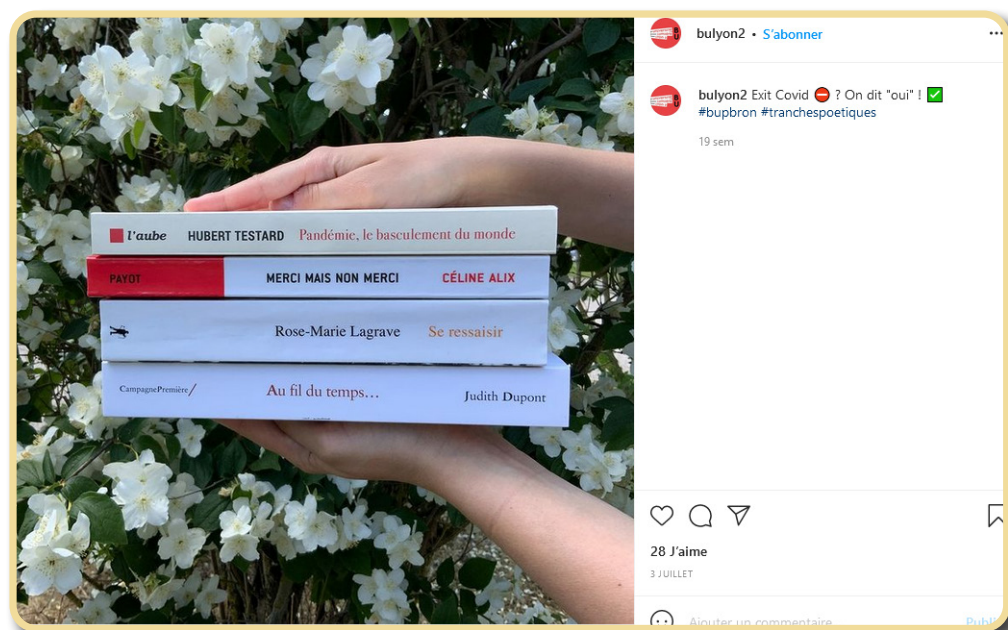 l'aube HUBERT TESTARD Pandémie, le basculement du monde
PAYOT MERCI MAIS NON MERCI CÉLINE ALIX
Rose-Marie Lagrave Se ressaisir
CampagnePremière/ Au fil du temps... Judith Dupont
bulyon2 • S'abonner
bulyon2 Exit Covid ⛔ ? On dit "oui" ! ✅
#bupbron #tranchespoetiques
19 sem
28 J'aime
3 JUILLET
Ajouter un commentaire